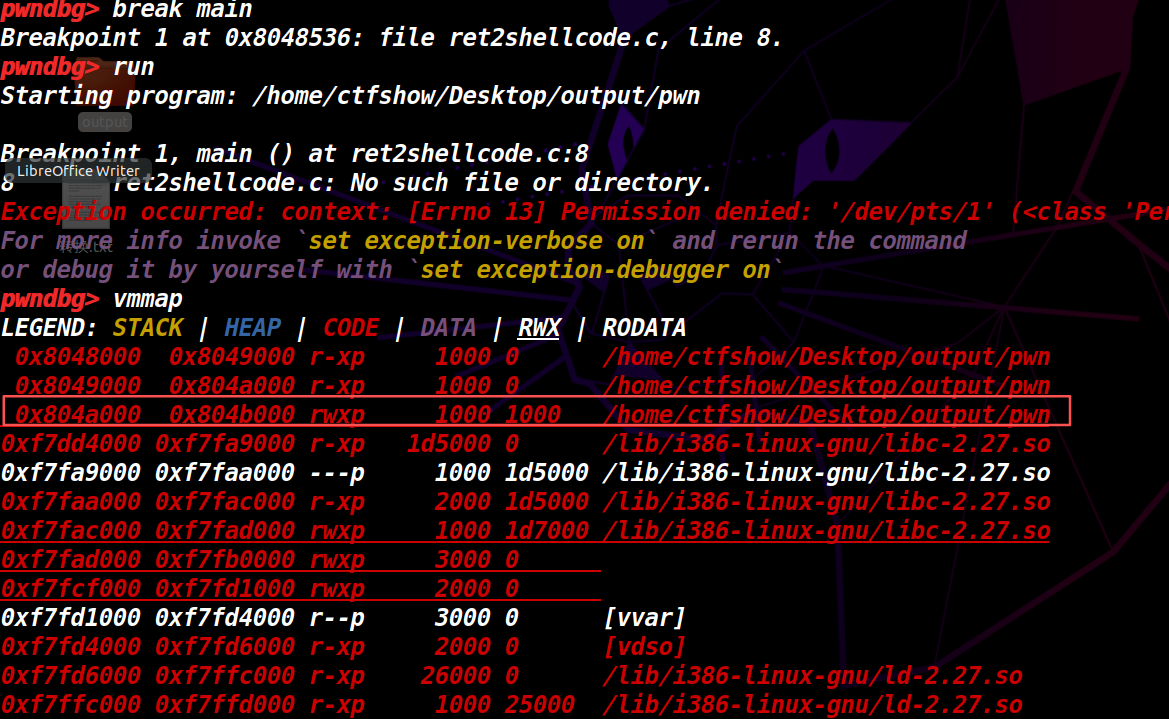 pwndbg> break main
Breakpoint 1 at 0x8048536: file ret2shellcode.c, line 8.
pwndbg> run
Starting program: /home/ctfshow/Desktop/output/pwn
output
Breakpoint 1, main () at ret2shellcode.c:8
LibreOffice Writer
8 ret2shellcode.c: No such file or directory.
Exception occurred: context: [Errno 13] Permission denied: '/dev/pts/1' (<class 'Per
For more info invoke `set exception-verbose on` and rerun the command
or debug it by yourself with `set exception-debugger on`
pwndbg> vmmap
LEGEND: STACK | HEAP | CODE | DATA | RWX | RODATA
0x8048000 0x8049000 r-xp 1000 0 /home/ctfshow/Desktop/output/pwn
0x8049000 0x804a000 r-xp 1000 0 /home/ctfshow/Desktop/output/pwn
0x804a000 0x804b000 rwxp 1000 1000 /home/ctfshow/Desktop/output/pwn
0xf7dd4000 0xf7fa9000 r-xp 1d5000 0 /lib/i386-linux-gnu/libc-2.27.so
0xf7fa9000 0xf7faa000 ---p 1000 1d5000 /lib/i386-linux-gnu/libc-2.27.so
0xf7faa000 0xf7fac000 r-xp 2000 1d5000 /lib/i386-linux-gnu/libc-2.27.so
0xf7fac000 0xf7fad000 rwxp 1000 1d7000 /lib/i386-linux-gnu/libc-2.27.so
0xf7fad000 0xf7fb0000 rwxp 3000 0
0xf7fcf000 0xf7fd1000 rwxp 2000 0
0xf7fd1000 0xf7fd4000 r--p 3000 0 [vvar]
0xf7fd4000 0xf7fd6000 r-xp 2000 0 [vdso]
0xf7fd6000 0xf7ffc000 r-xp 26000 0 /lib/i386-linux-gnu/ld-2.27.so
0xf7ffc000 0xf7ffd000 r-xp 1000 25000 /lib/i386-linux-gnu/ld-2.27.so